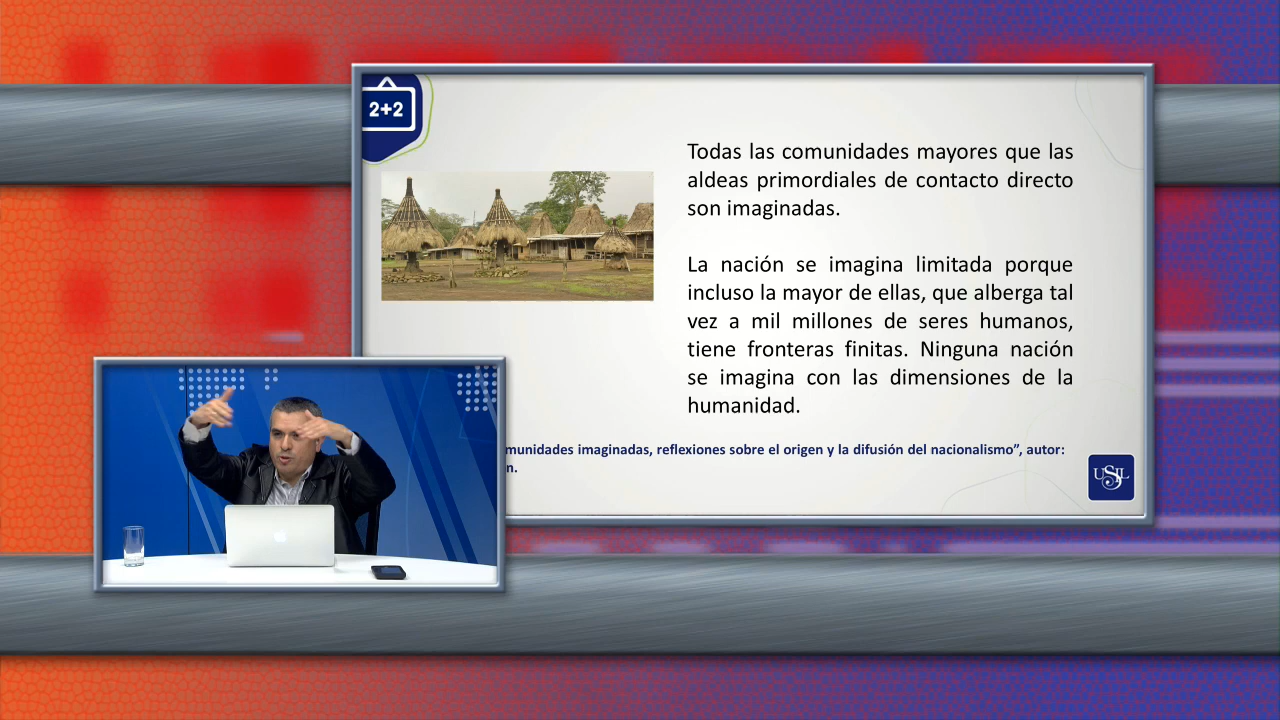 2+2
Todas las comunidades mayores que las
aldeas primordiales de contacto directo
son imaginadas.
La nación se imagina limitada porque
incluso la mayor de ellas, que alberga tal
vez a mil millones de seres humanos,
tiene fronteras finitas. Ninguna nación
se imagina con las dimensiones de la
humanidad.
munidades imaginadas, reflexiones sobre el origen y la difusión del nacionalismo”, autor:
n.
USIL